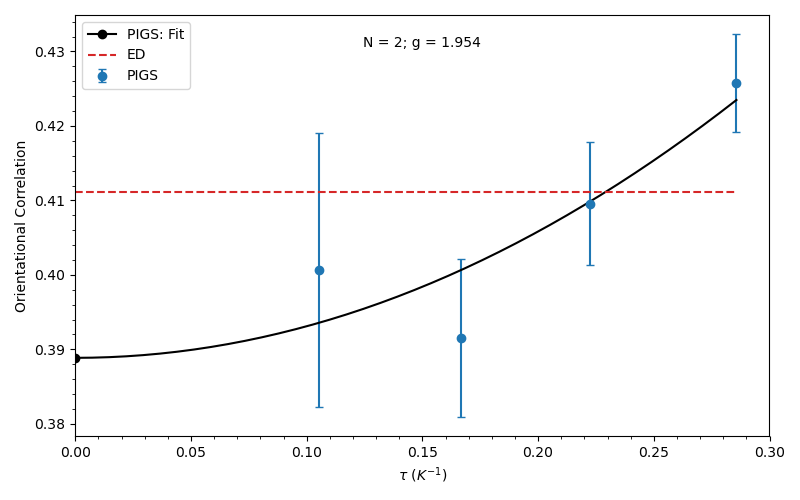 N = 2; g = 1.954
PIGS: Fit
ED
PIGS
Orientational Correlation
0.43
0.42
0.41
0.40
0.39
0.38
0.00 0.05 0.10 0.15 0.20 0.25 0.30
τ (K⁻¹)